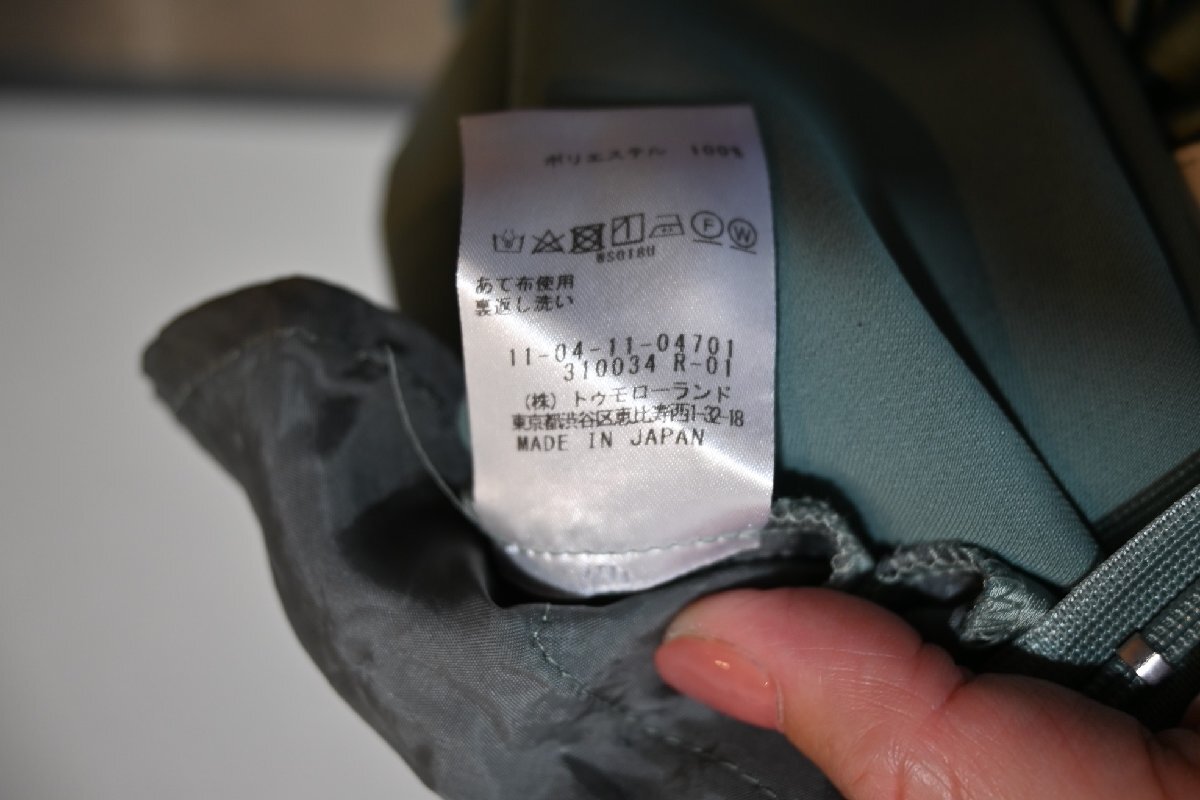 ポリエステル 100%
F W
WS018U
あて布使用
裏返し洗い
11-04-11-04701
310034 R-01
(株) トゥモローランド
東京都渋谷区恵比寿西1-32-18
MADE IN JAPAN